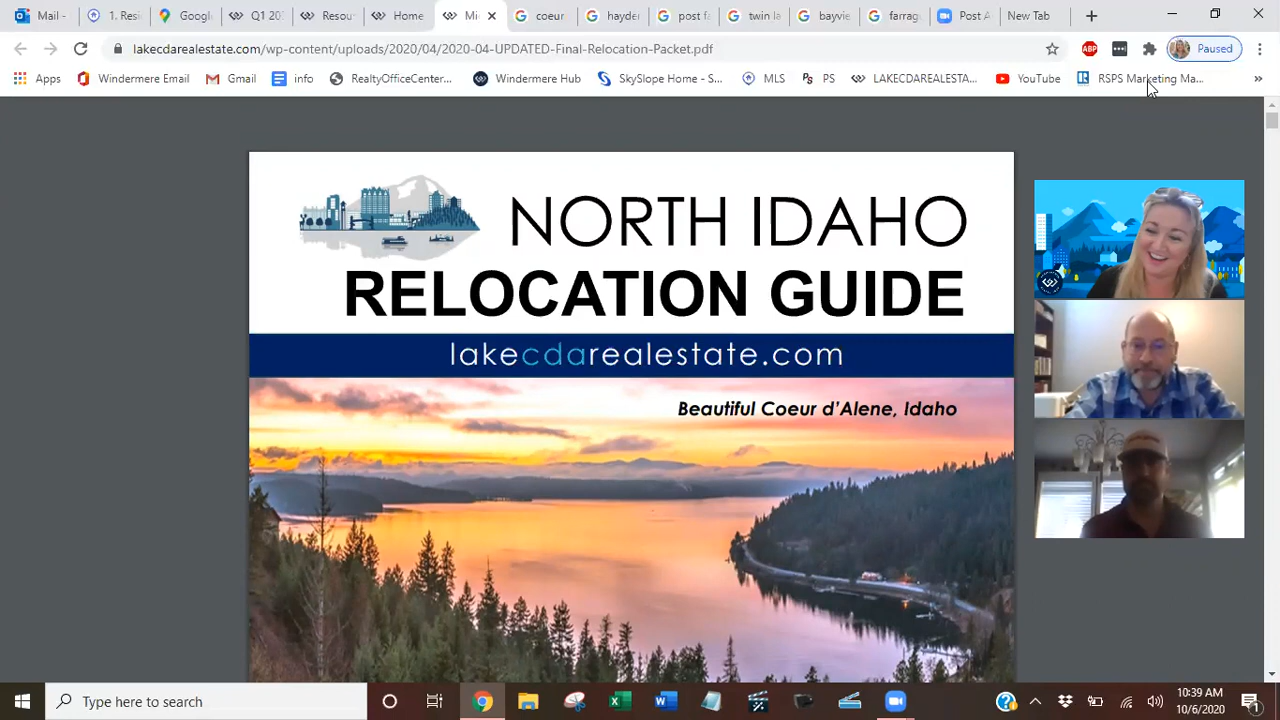 Mail -
1. Resi
Googl
Q1 20
Resou
Home
Mi
coeur
hayder
post fa
twin la
bayvie
farrag
Post A
New Tab
lakecdarealestate.com/wp-content/uploads/2020/04/2020-04-UPDATED-Final-Relocation-Packet.pdf
ABP
Paused
Apps
Windermere Email
Gmail
info
RealtyOfficeCenter...
Windermere Hub
SkySlope Home - S...
MLS
PS
LAKECDAREALESTA...
YouTube
RSPS Marketing Ma...
NORTH IDAHO
RELOCATION GUIDE
lakecdarealestate.com
Beautiful Coeur d'Alene, Idaho
Type here to search
10:39 AM
10/6/2020